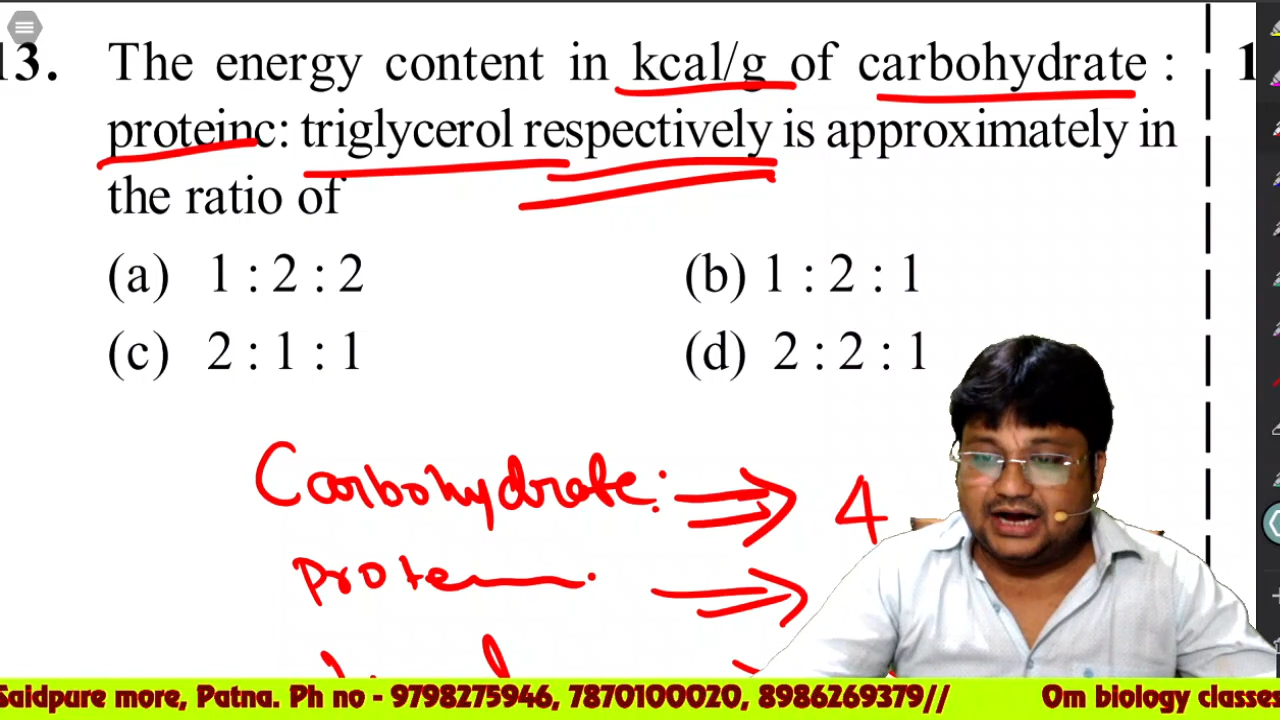 13. The energy content in kcal/g of carbohydrate : 1
proteinc: triglycerol respectively is approximately in
the ratio of
(a) 1 : 2 : 2 (b) 1 : 2 : 1
(c) 2 : 1 : 1 (d) 2 : 2 : 1
Carbohydrate: 4
Protein
Saidpure more, Patna. Ph no - 9798275946, 7870100020, 8986269379// Om biology classes